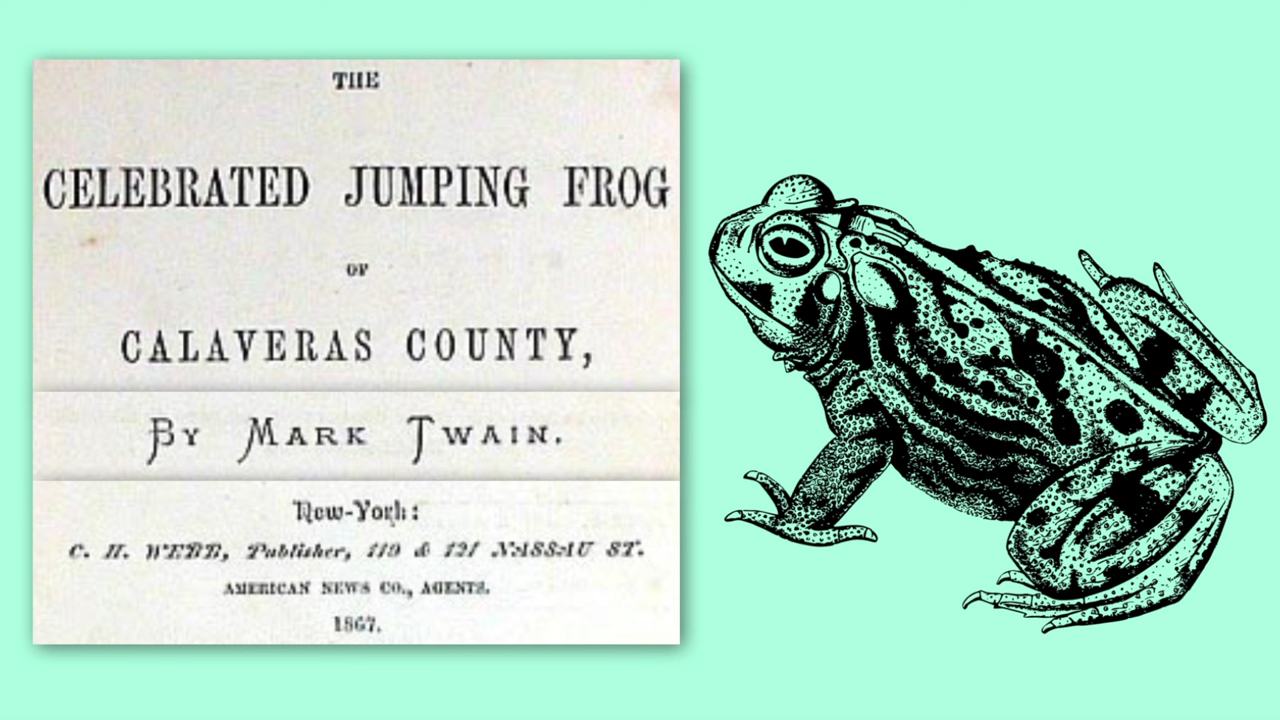 THE
CELEBRATED JUMPING FROG
OF
CALAVERAS COUNTY,
BY MARK TWAIN.
New-York:
C. H. WEBB, Publisher, 119 & 121 NASSAU ST.
AMERICAN NEWS CO., AGENTS.
1867.